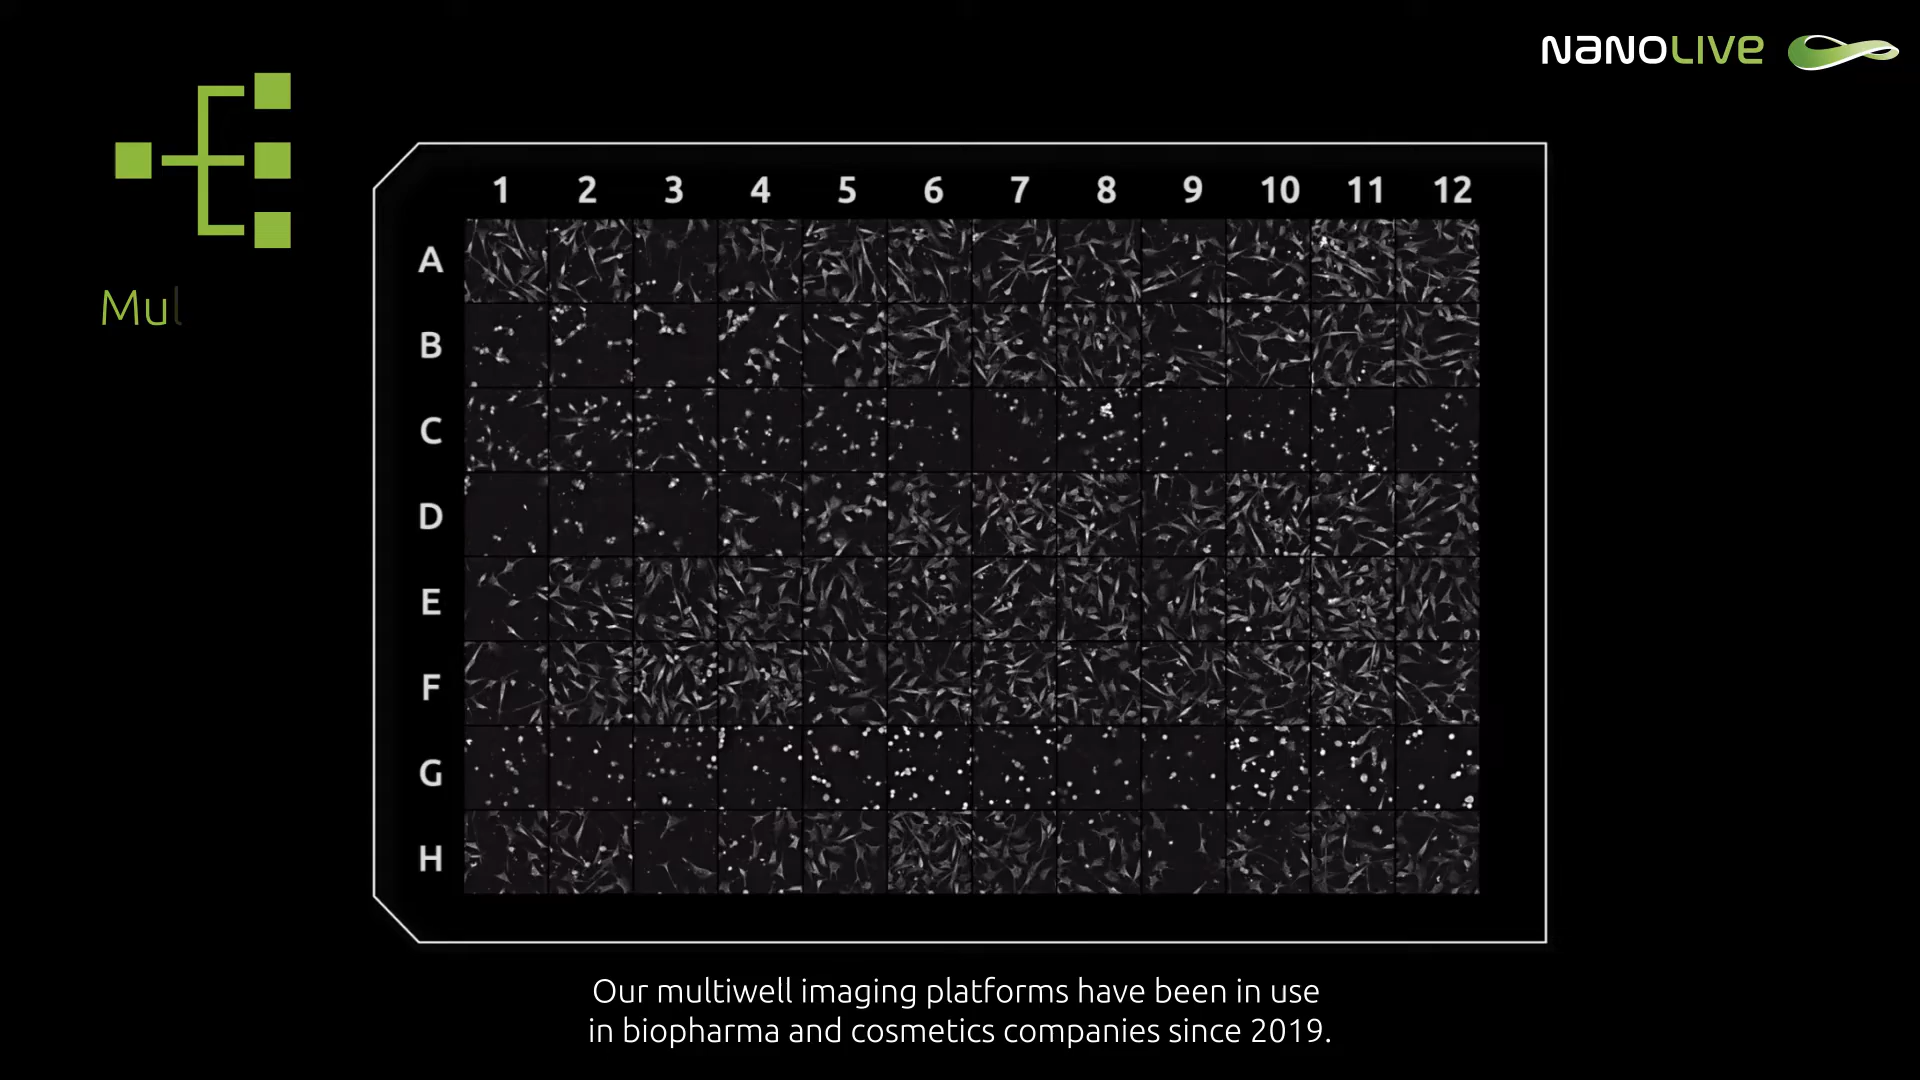 NANOLIVE
Mul
1 2 3 4 5 6 7 8 9 10 11 12
A
B
C
D
E
F
G
H
Our multiwell imaging platforms have been in use
in biopharma and cosmetics companies since 2019.